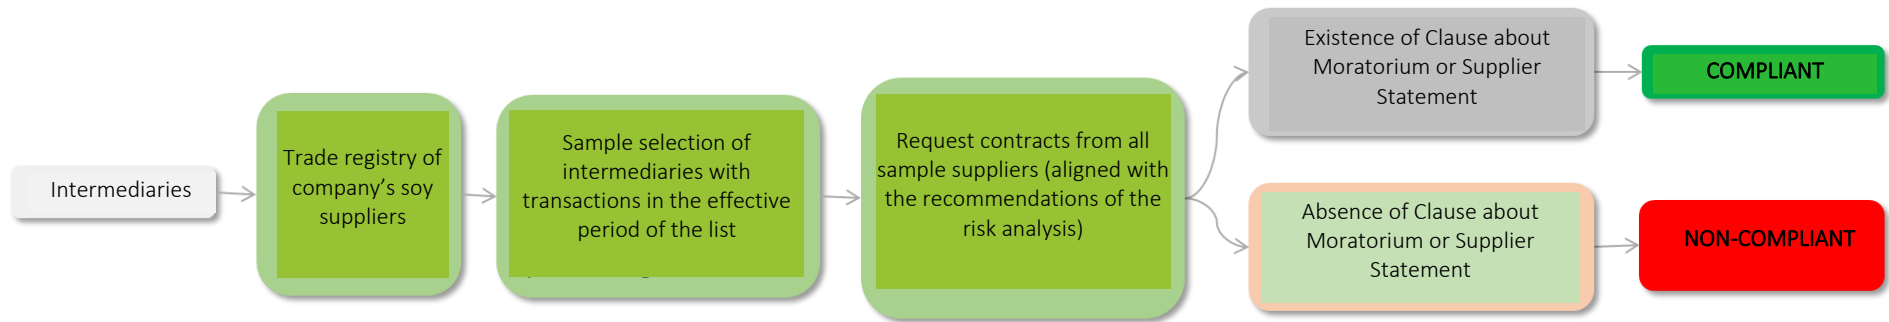 Intermediaries
Trade registry of
company’s soy
suppliers
Sample selection of
intermediaries with
transactions in the effective
period of the list
Request contracts from all
sample suppliers (aligned with
the recommendations of the
risk analysis)
Existence of Clause about
Moratorium or Supplier
Statement
COMPLIANT
Absence of Clause about
Moratorium or Supplier
Statement
NON-COMPLIANT